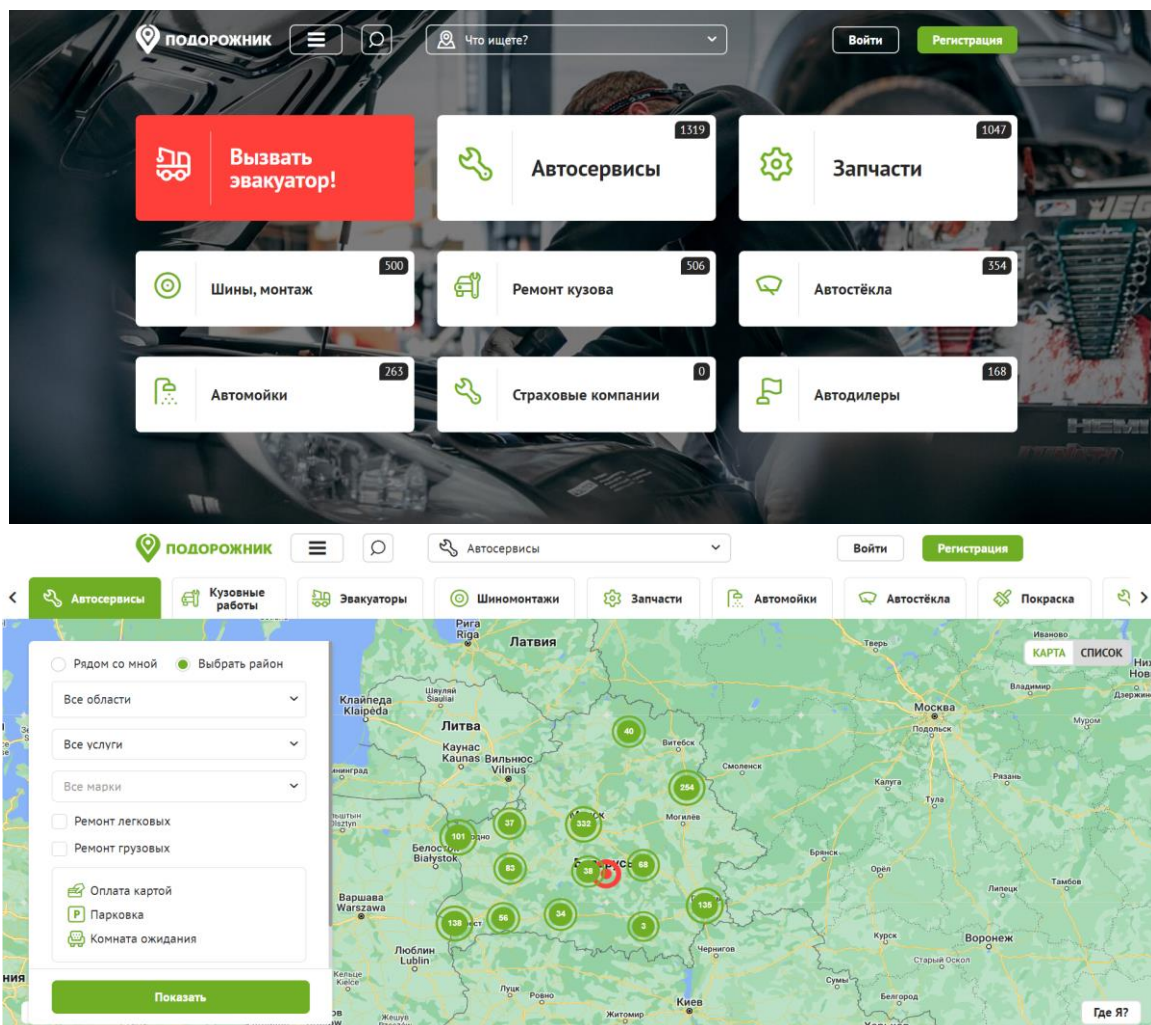 ПОДОРОЖНИК
Что ищете?
Войти
Регистрация
Вызвать
эвакуатор!
1319
Автосервисы
1047
Запчасти
500
Шины, монтаж
506
Ремонт кузова
354
Автостёкла
263
Автомойки
0
Страховые компании
168
Автодилеры
HEMI
ПОДОРОЖНИК
Автосервисы
Войти
Регистрация
Автосервисы
Кузовные
работы
Эвакуаторы
Шиномонтажи
Запчасти
Автомойки
Автостёкла
Покраска
Рядом со мной
Выбрать район
Все области
Все услуги
Все марки
Ремонт легковых
Ремонт грузовых
Оплата картой
P Парковка
Комната ожидания
Показать
КАРТА СПИСОК
Рига
Riga
Латвия
Тверь
Иваново
Владимир
Клайпеда
Klaipėda
Шяуляй
Šiauliai
Москва
Подольск
Муром
Литва
Каунас
Kaunas
Вильнюс
Vilnius
40
Витебск
Смоленск
254
Калуга
Рязань
Тула
Могилёв
101
37
332
83
38
68
Белосток
Białystok
Брянск
Орёл
Липецк
Тамбов
Варшава
Warszawa
138
56
34
135
3
Чернигов
Курск
Воронеж
Старый Оскол
Люблин
Lublin
Кельце
Kielce
Луцк
Ровно
Житомир
Киев
Сумы
Белгород
Жешув
Где Я?